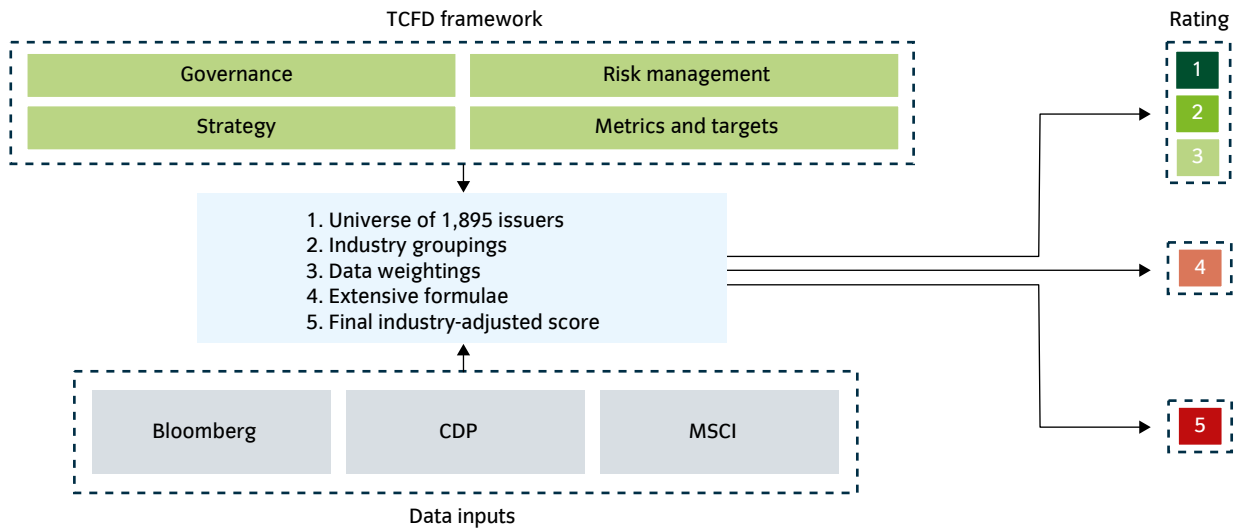 TCFD framework
Rating
Governance
Risk management
Strategy
Metrics and targets
1
2
3
1. Universe of 1,895 issuers
2. Industry groupings
3. Data weightings
4. Extensive formulae
5. Final industry-adjusted score
4
Bloomberg
CDP
MSCI
5
Data inputs